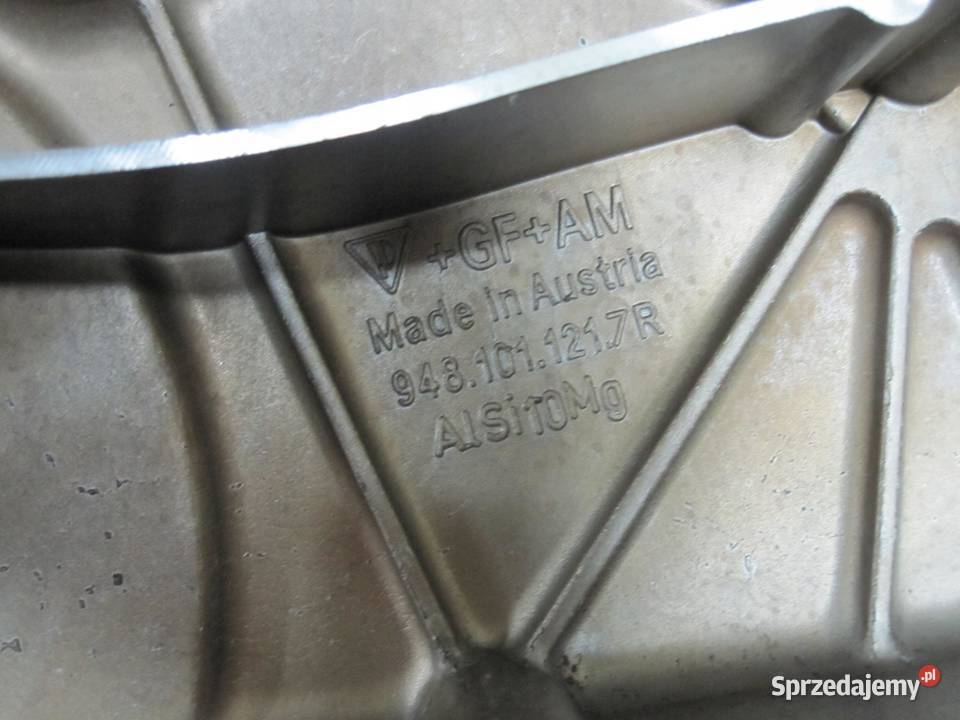 +GF+AM
Made in Austria
948.101.121.7R
AlSi10Mg
Sprzedajemy.pl